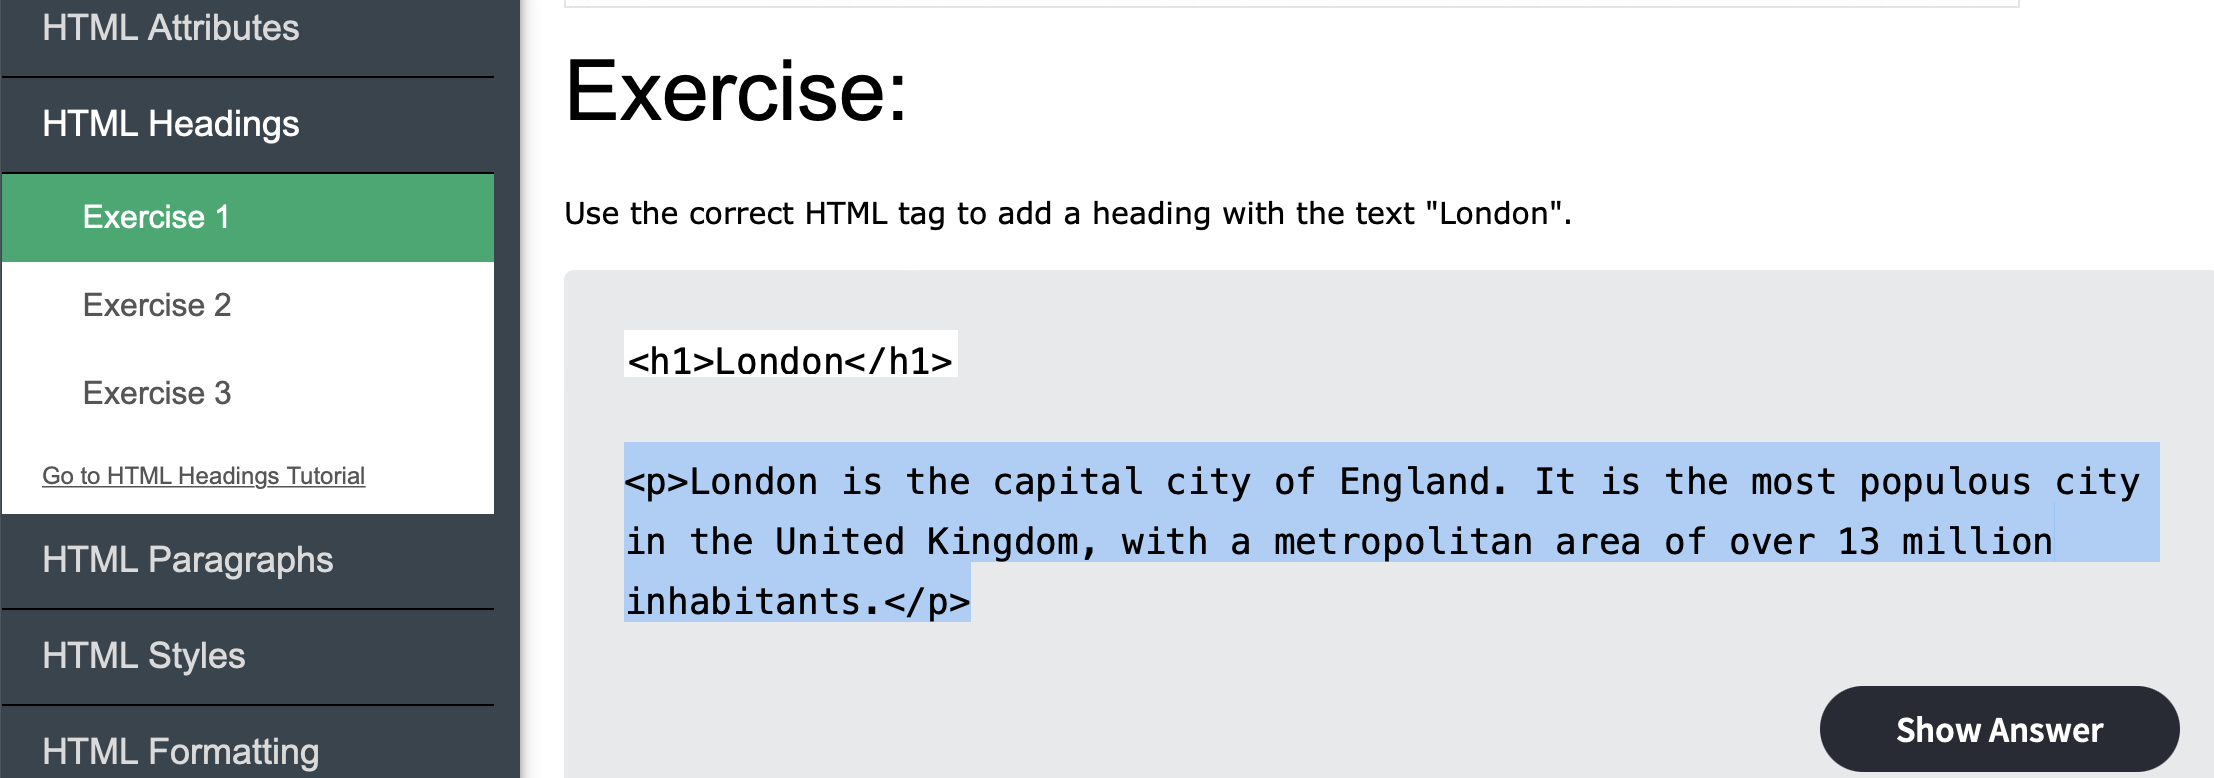 HTML Attributes
HTML Headings
Exercise 1
Exercise 2
Exercise 3
Go to HTML Headings Tutorial
HTML Paragraphs
HTML Styles
HTML Formatting
Exercise:
Use the correct HTML tag to add a heading with the text "London".
<h1>London</h1>
<p>London is the capital city of England. It is the most populous city
in the United Kingdom, with a metropolitan area of over 13 million
inhabitants.</p>
Show Answer